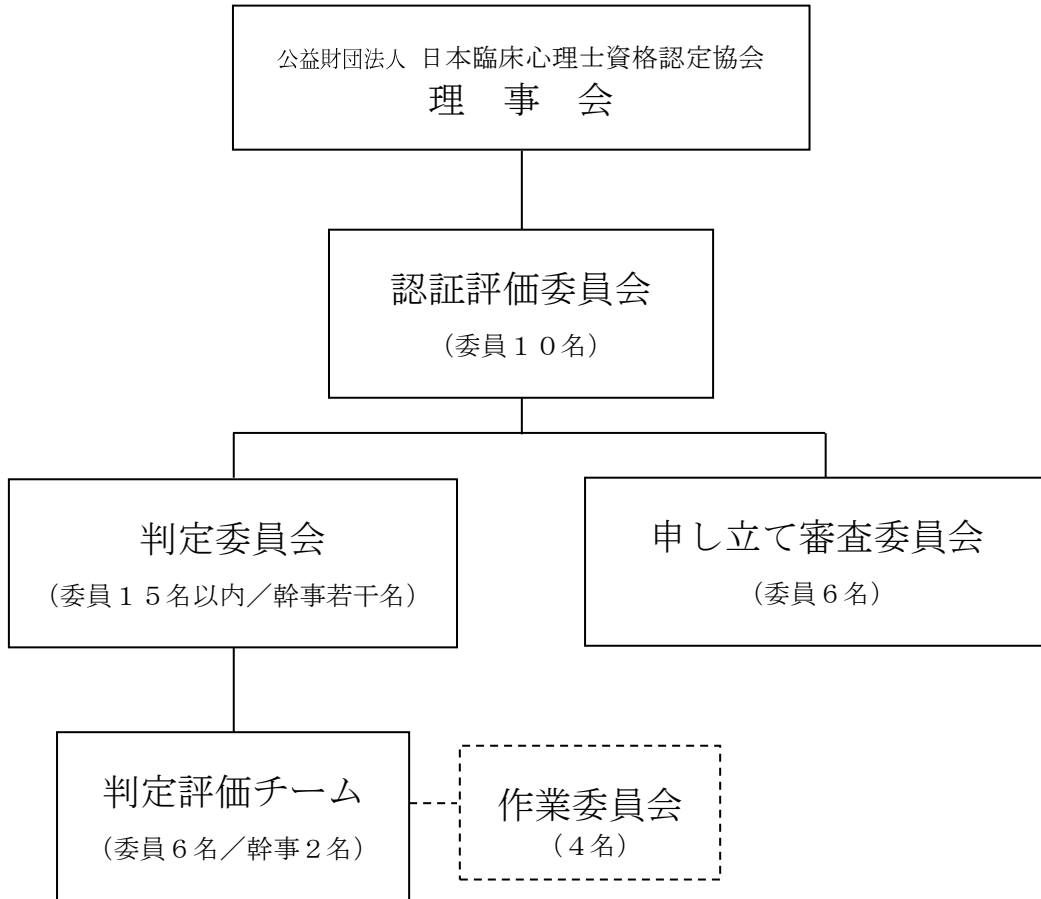 公益財団法人 日本臨床心理士資格認定協会
理 事 会
認証評価委員会
（委員１０名）
判定委員会
（委員１５名以内／幹事若干名）
申し立て審査委員会
（委員６名）
判定評価チーム
（委員６名／幹事２名）
作業委員会
（４名）